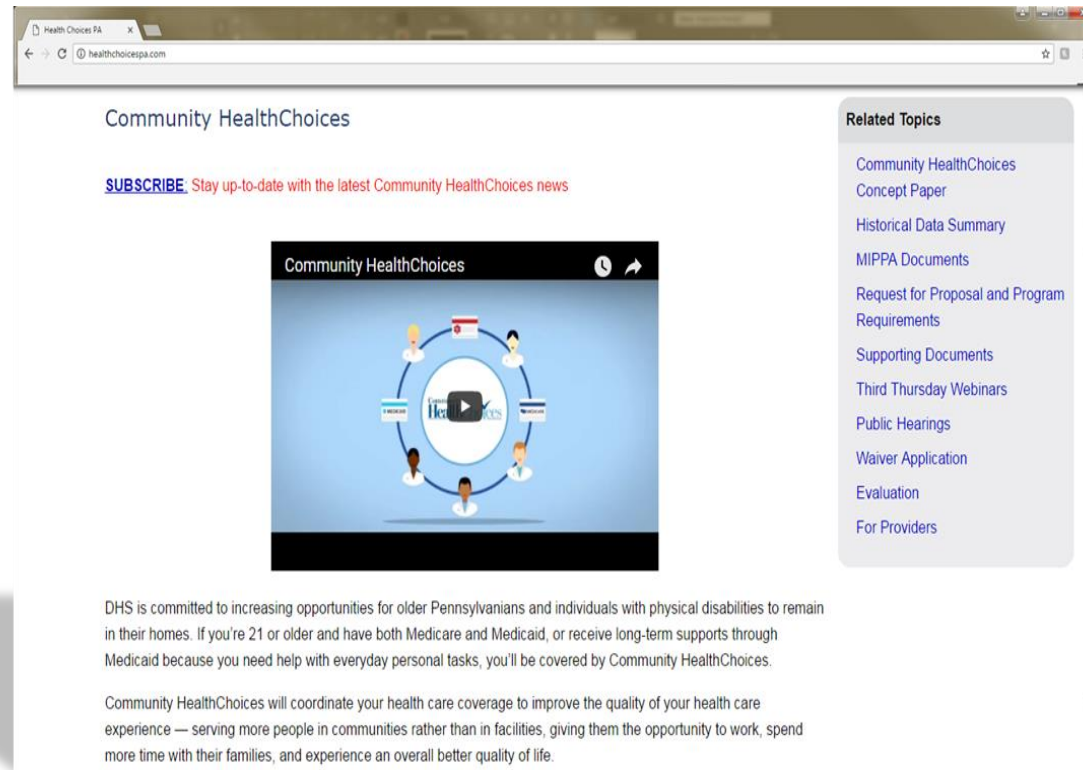 Health Choices PA
healthchoicespa.com
Community HealthChoices
SUBSCRIBE: Stay up-to-date with the latest Community HealthChoices news
Community HealthChoices
MEDICAID
DHS is committed to increasing opportunities for older Pennsylvanians and individuals with physical disabilities to remain
in their homes. If you're 21 or older and have both Medicare and Medicaid, or receive long-term supports through
Medicaid because you need help with everyday personal tasks, you'll be covered by Community HealthChoices.
Community HealthChoices will coordinate your health care coverage to improve the quality of your health care
experience — serving more people in communities rather than in facilities, giving them the opportunity to work, spend
more time with their families, and experience an overall better quality of life.
Related Topics
Community HealthChoices
Concept Paper
Historical Data Summary
MIPPA Documents
Request for Proposal and Program
Requirements
Supporting Documents
Third Thursday Webinars
Public Hearings
Waiver Application
Evaluation
For Providers